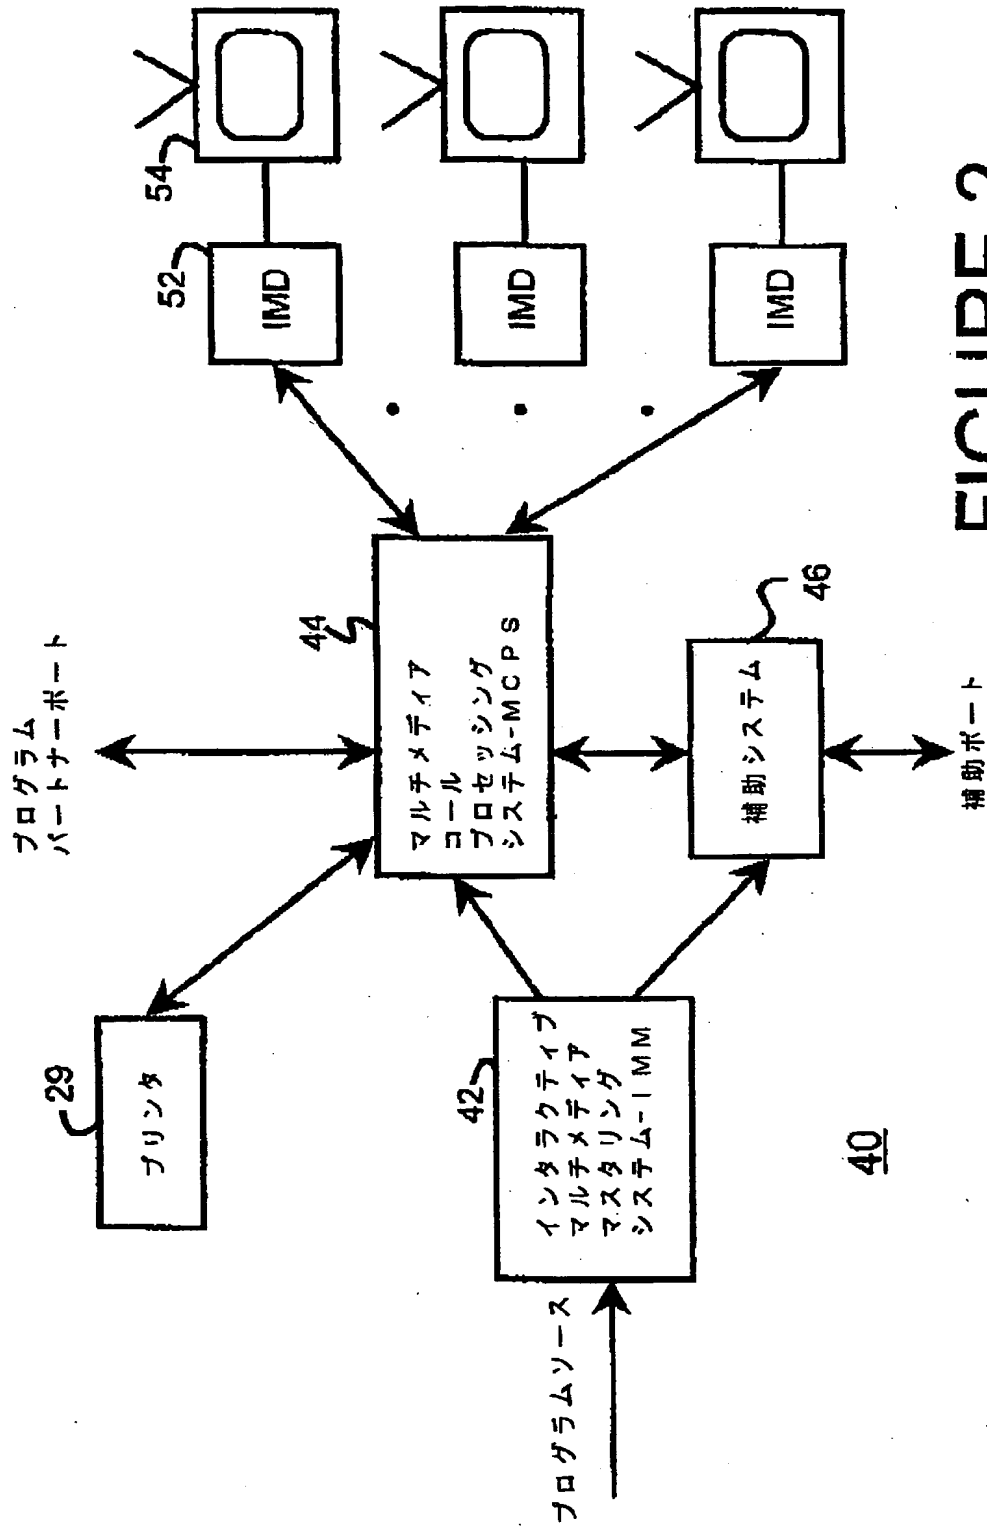 プログラム
パートナーポート
29
プリンタ
44
マルチメディア
コール
プロセッシング
システム-MCPS
52
IMD
54
IMD
IMD
プログラムソース
42
インタラクティブ
マルチメディア
マスタリング
システム-IMM
補助システム
46
補助ポート
40
FIGURE 2